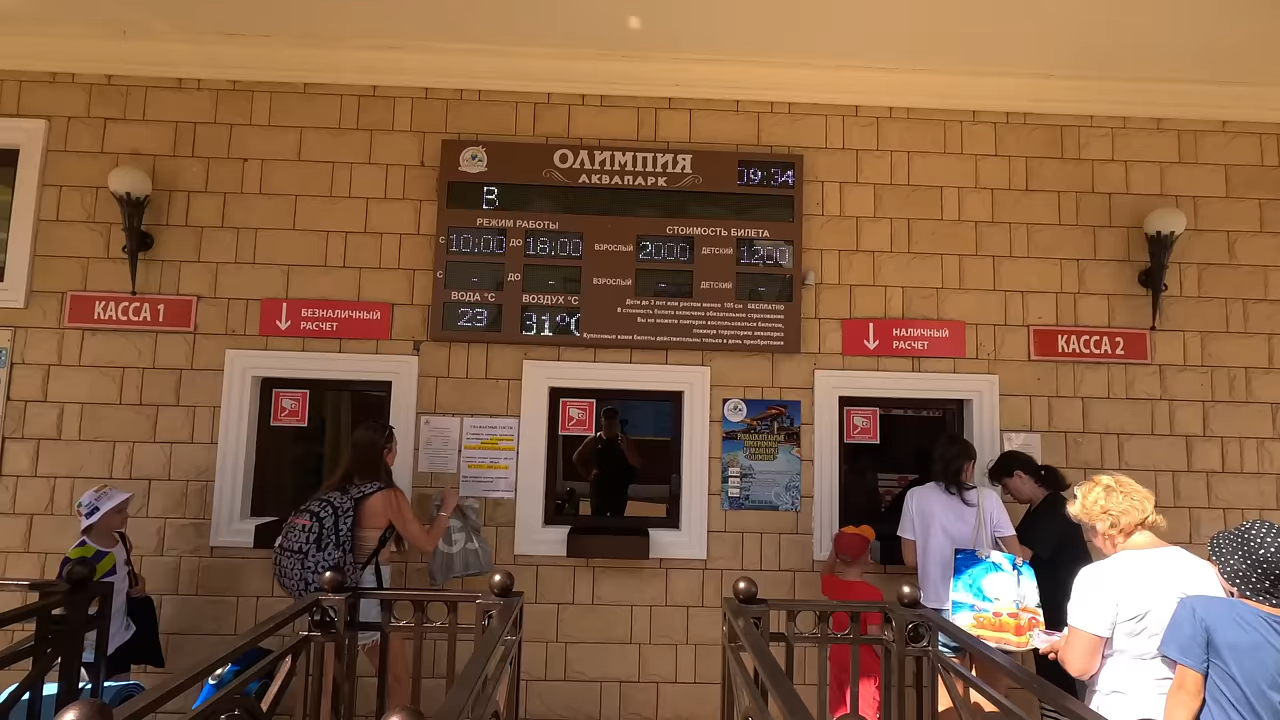 ОЛИМПИЯ
АКВАПАРК
09:34
В
РЕЖИМ РАБОТЫ
СТОИМОСТЬ БИЛЕТА
С 10:00 ДО 18:00 ВЗРОСЛЫЙ 2000 ДЕТСКИЙ 1200
С - ДО - ВЗРОСЛЫЙ - ДЕТСКИЙ -
ВОДА °С ВОЗДУХ °С
23 31°C
Дети до 3 лет или ростом менее 105 см БЕСПЛАТНО
В стоимость билета включено обязательное страхование
Вы не можете повторно воспользоваться билетом,
покинув территорию аквапарка
Купленные вами билеты действительны только в день приобретения
КАССА 1
БЕЗНАЛИЧНЫЙ
РАСЧЕТ
НАЛИЧНЫЙ
РАСЧЕТ
КАССА 2
УВАЖАЕМЫЕ ГОСТИ
РАЗВЛЕКАТЕЛЬНЫЕ
ПРОГРАММЫ
В АКВАПАРКЕ
ОЛИМПИЯ